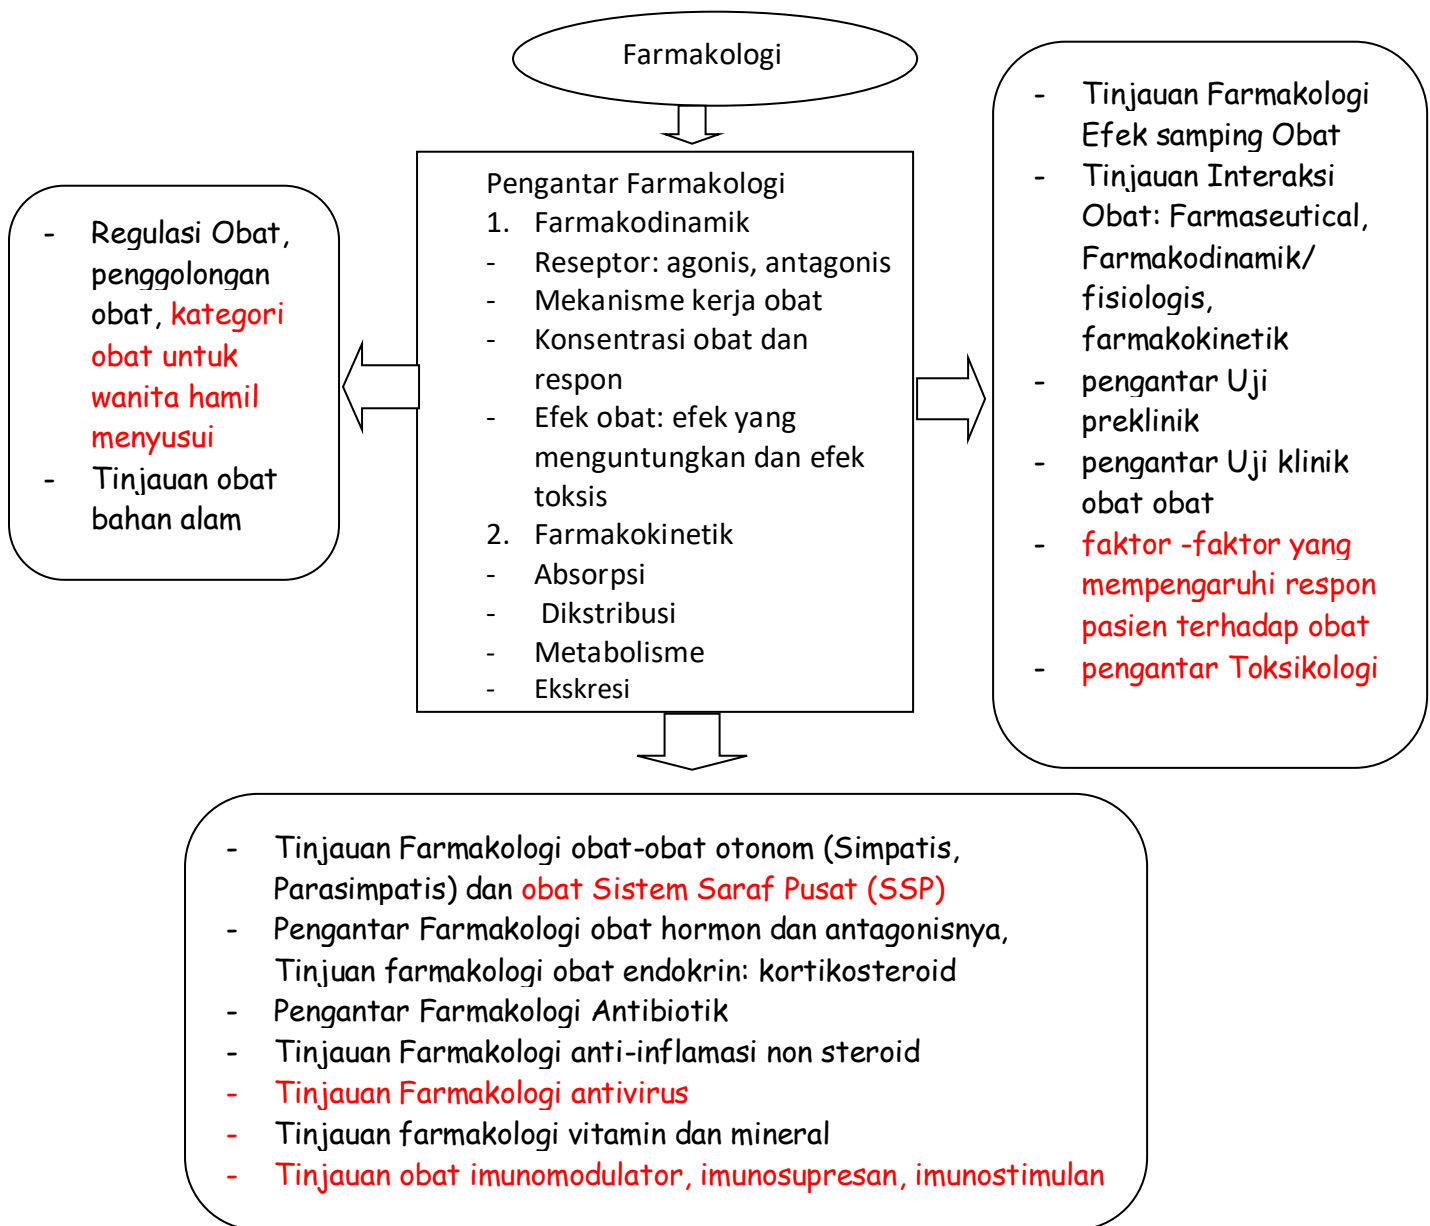 Farmakologi
Pengantar Farmakologi
1. Farmakodinamik
- Reseptor: agonis, antagonis
- Mekanisme kerja obat
- Konsentrasi obat dan
respon
- Efek obat: efek yang
menguntungkan dan efek
toksis
2. Farmakokinetik
- Absorpsi
- Dikstribusi
- Metabolisme
- Ekskresi
- Regulasi Obat,
penggolongan
obat, kategori
obat untuk
wanita hamil
menyusui
- Tinjauan obat
bahan alam
- Tinjauan Farmakologi
Efek samping Obat
- Tinjauan Interaksi
Obat: Farmaseutical,
Farmakodinamik/
fisiologis,
farmakokinetik
- pengantar Uji
preklinik
- pengantar Uji klinik
obat obat
- faktor -faktor yang
mempengaruhi respon
pasien terhadap obat
- pengantar Toksikologi
- Tinjauan Farmakologi obat-obat otonom (Simpatis,
Parasimpatis) dan obat Sistem Saraf Pusat (SSP)
- Pengantar Farmakologi obat hormon dan antagonisnya,
Tinjuan farmakologi obat endokrin: kortikosteroid
- Pengantar Farmakologi Antibiotik
- Tinjauan Farmakologi anti-inflamasi non steroid
- Tinjauan Farmakologi antivirus
- Tinjauan farmakologi vitamin dan mineral
- Tinjauan obat imunomodulator, imunosupresan, imunostimulan